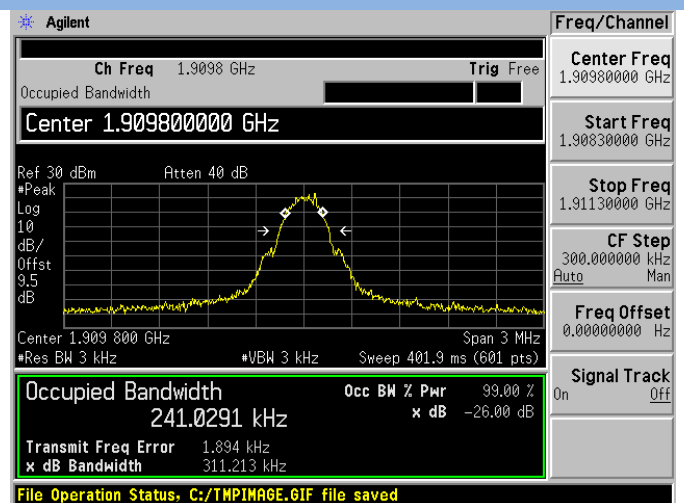 Agilent
Freq/Channel
Ch Freq 1.9098 GHz Trig Free
Occupied Bandwidth
Center 1.909800000 GHz
Ref 30 dBm Atten 40 dB
#Peak
Log
10
dB/
Offst
9.5
dB
Center 1.909 800 GHz Span 3 MHz
#Res BW 3 kHz #VBW 3 kHz Sweep 401.9 ms (601 pts)
Occupied Bandwidth
241.0291 kHz
Occ BW % Pwr 99.00 %
x dB -26.00 dB
Transmit Freq Error 1.894 kHz
x dB Bandwidth 311.213 kHz
File Operation Status, C:/TMPIMAGE.GIF file saved
Center Freq
1.90980000 GHz
Start Freq
1.90830000 GHz
Stop Freq
1.91130000 GHz
CF Step
300.000000 kHz
Auto Man
Freq Offset
0.00000000 Hz
Signal Track
On Off